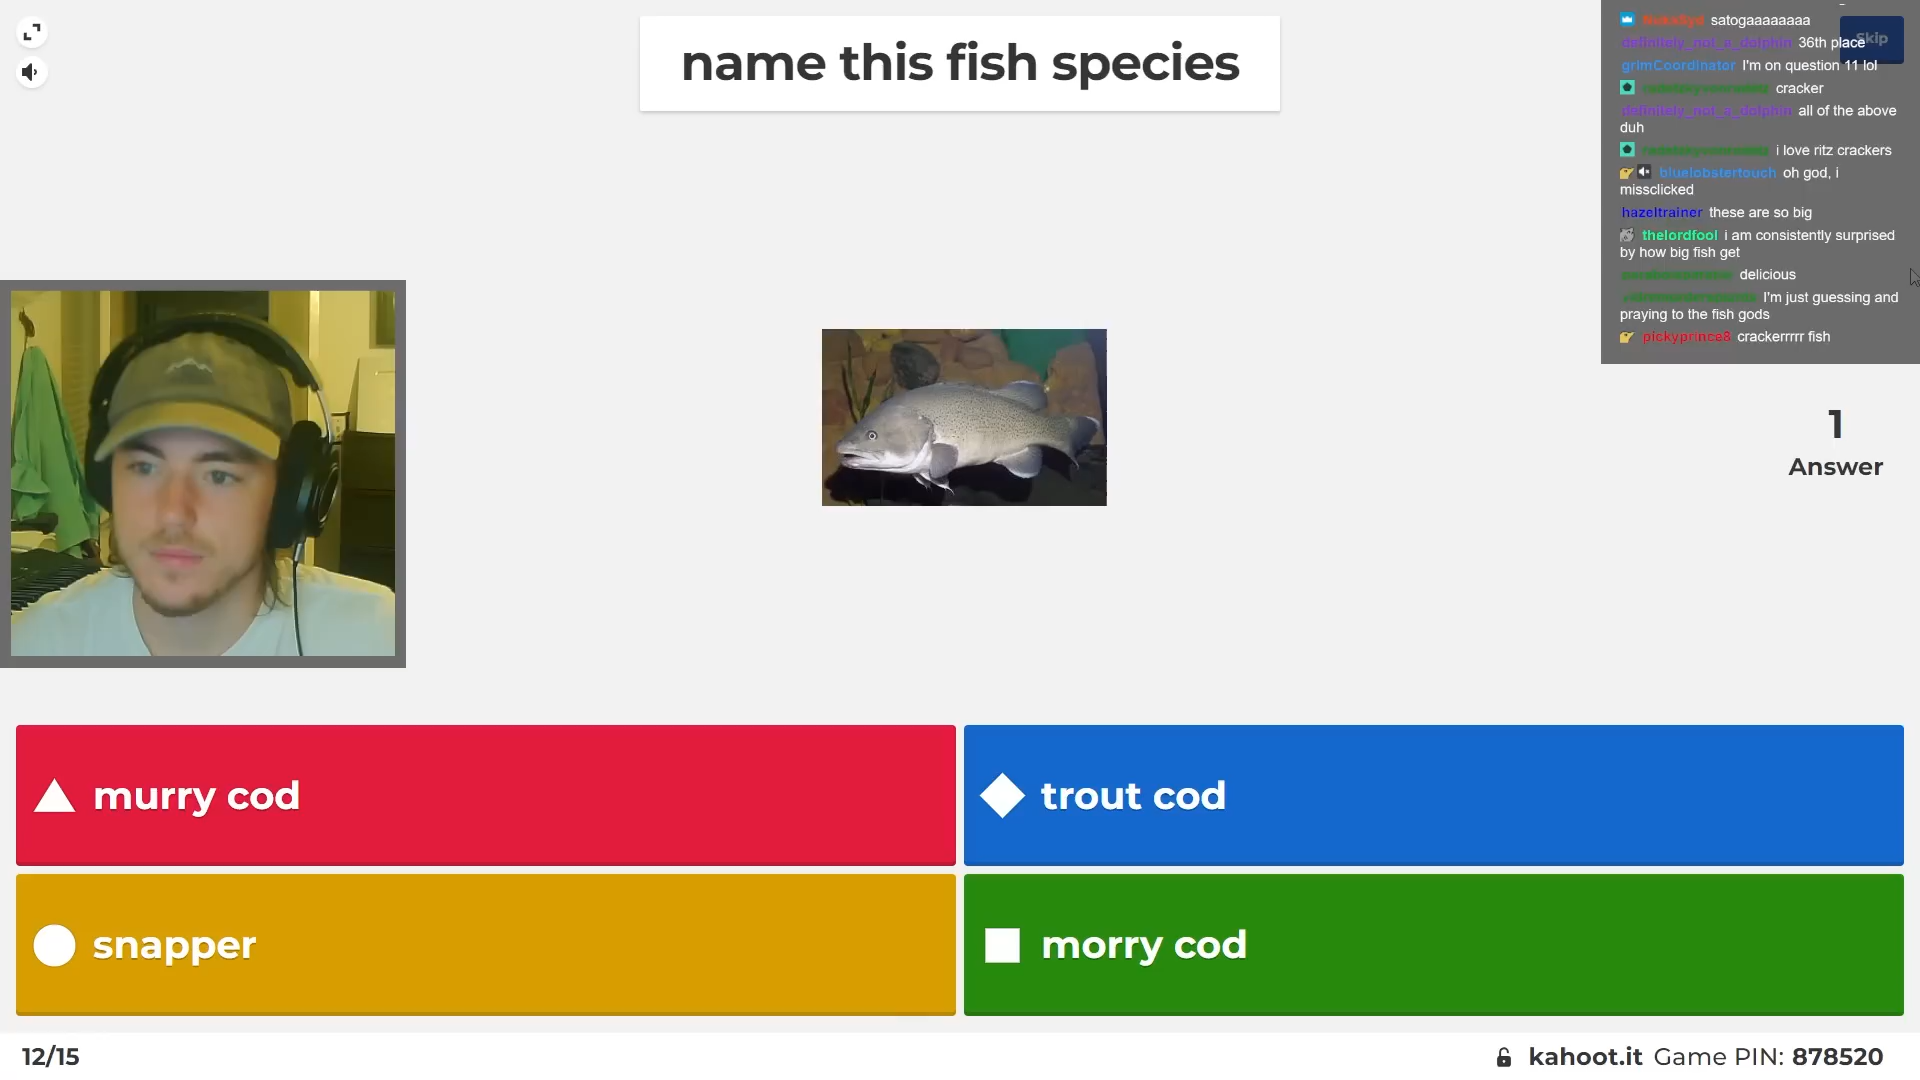 name this fish species
Skip
satogaaaaaaaa
definitely_not_a_dolphin 36th place
grimCoordinator I'm on question 11 lol
cracker
definitely_not_a_dolphin all of the above
duh
i love ritz crackers
bluelobstertouch oh god, i
missclicked
hazeltrainer these are so big
thelordfool i am consistently surprised
by how big fish get
delicious
I'm just guessing and
praying to the fish gods
pickyprince8 crackerrrrr fish
1
Answer
murry cod
trout cod
snapper
morry cod
12/15
kahoot.it Game PIN: 878520